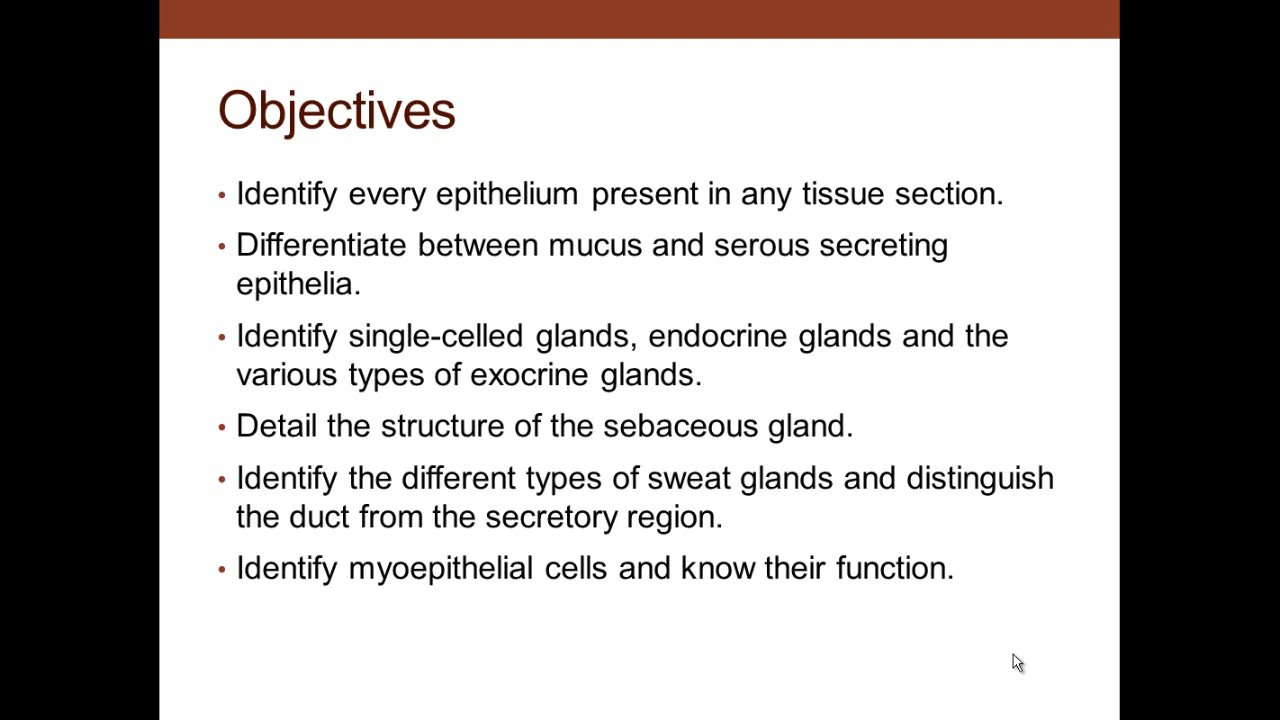 Objectives
• Identify every epithelium present in any tissue section.
• Differentiate between mucus and serous secreting
epithelia.
• Identify single-celled glands, endocrine glands and the
various types of exocrine glands.
• Detail the structure of the sebaceous gland.
• Identify the different types of sweat glands and distinguish
the duct from the secretory region.
• Identify myoepithelial cells and know their function.